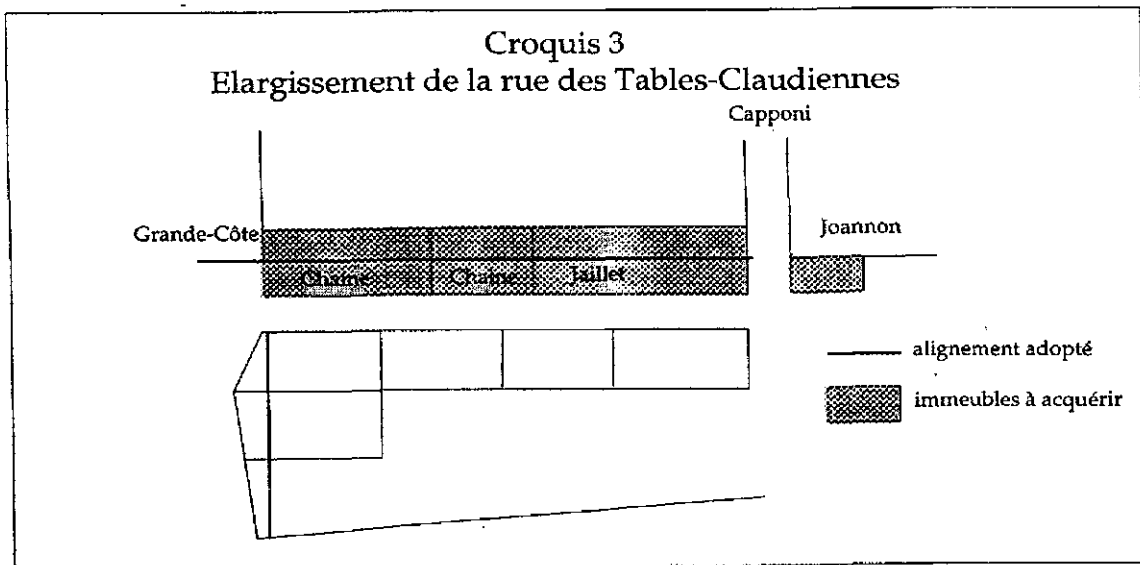 Croquis 3
Elargissement de la rue des Tables-Claudiennes
Capponi
Grande-Côte
Joannon
Chaine Chaine Jaillet
alignement adopté
immeubles à acquérir